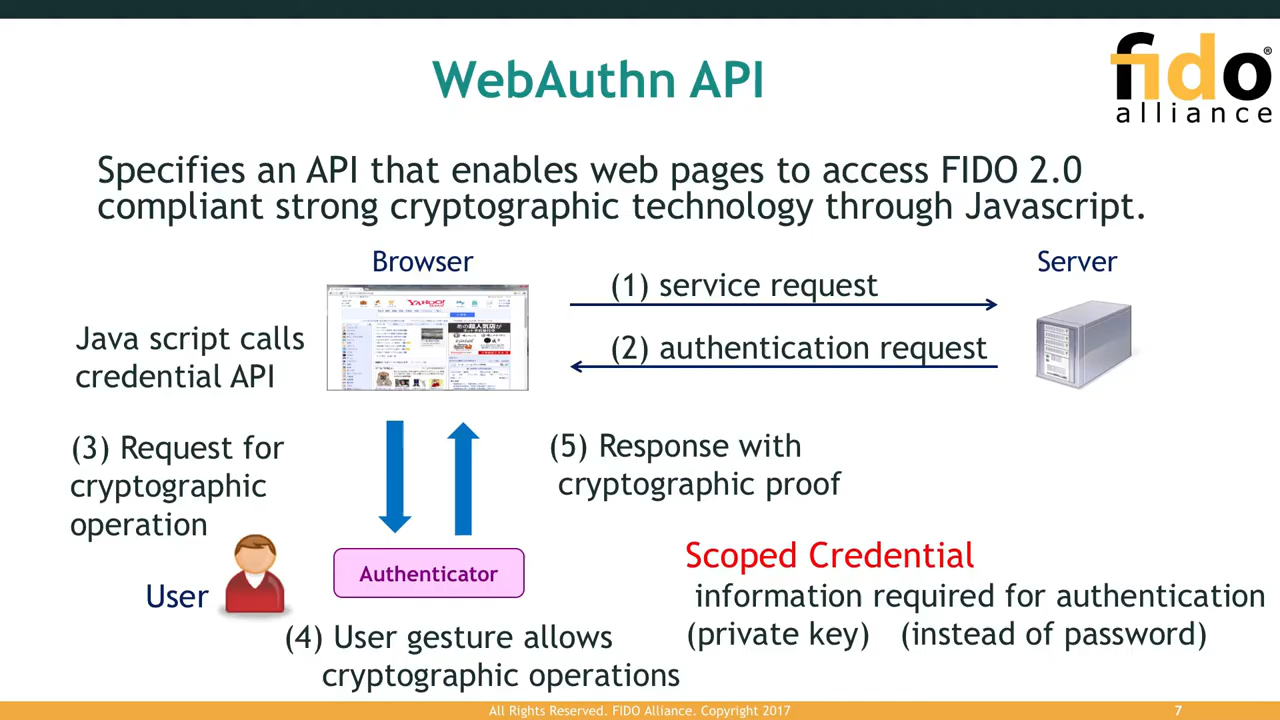 WebAuthn API
fido®
alliance
Specifies an API that enables web pages to access FIDO 2.0
compliant strong cryptographic technology through Javascript.
Browser
Server
(1) service request
YAHOO!
Java script calls
credential API
(2) authentication request
(3) Request for
cryptographic
operation
(5) Response with
cryptographic proof
User
Authenticator
Scoped Credential
information required for authentication
(private key) (instead of password)
(4) User gesture allows
cryptographic operations
All Rights Reserved. FIDO Alliance. Copyright 2017
7